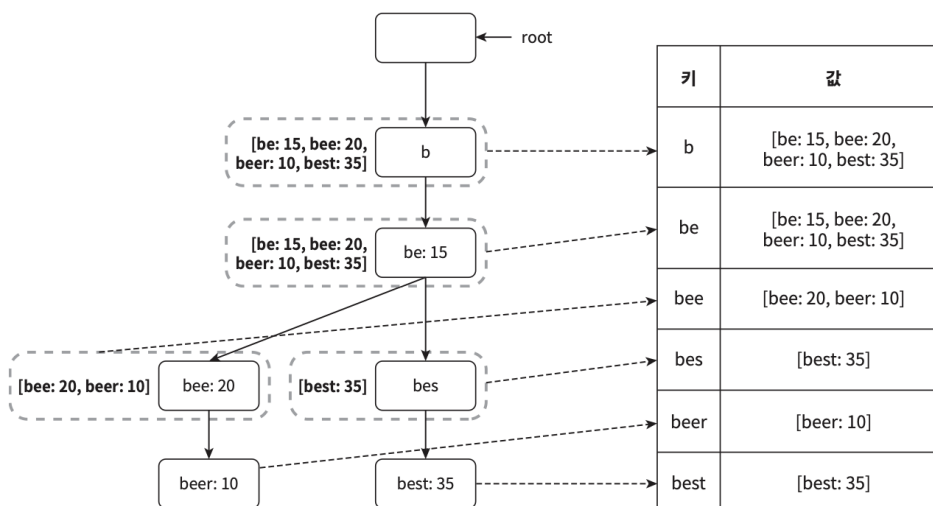 root
키
값
[be: 15, bee: 20,
beer: 10, best: 35]
b
b
[be: 15, bee: 20,
beer: 10, best: 35]
[be: 15, bee: 20,
beer: 10, best: 35]
be: 15
be
[be: 15, bee: 20,
beer: 10, best: 35]
bee
[bee: 20, beer: 10]
[bee: 20, beer: 10]
bee: 20
[best: 35]
bes
bes
[best: 35]
beer
[beer: 10]
beer: 10
best: 35
best
[best: 35]